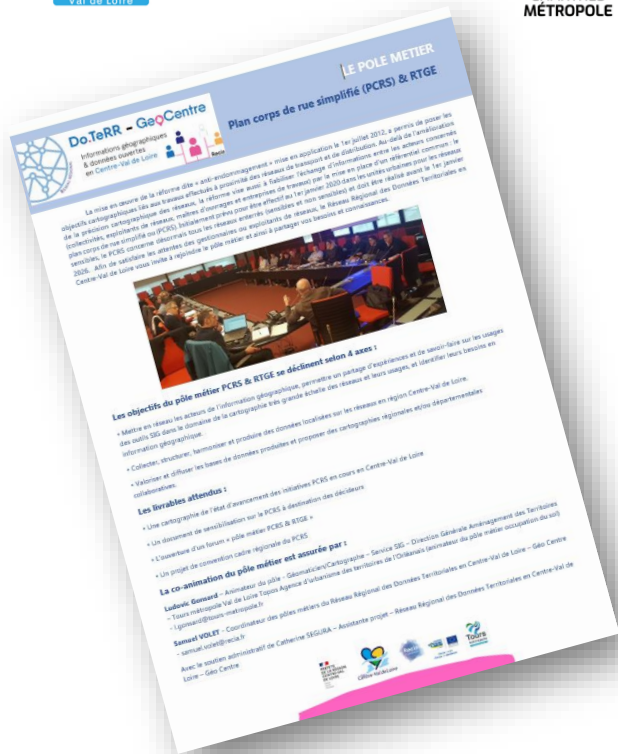 Val de Loire
MÉTROPOLE
LE POLE METIER
Plan corps de rue simplifié (PCRS) & RTGE
Do.TeRR - GeoCentre
Informations géographiques
& données ouvertes
en Centre-Val de Loire
Recia
La mise en œuvre de la réforme dite « anti-endommagement » mise en application le 1er juillet 2012, a permis de poser les
objectifs cartographiques liés aux travaux effectués à proximité des réseaux de transport et de distribution. Au-delà de l'amélioration
de la précision cartographique des réseaux, la réforme vise aussi à fiabiliser l'échange d'informations entre les acteurs concernés
(collectivités, exploitants de réseaux, maîtres d'ouvrages et entreprises de travaux) par la mise en place d'un référentiel commun : le
plan corps de rue simplifié ou (PCRS). Initialement prévu pour être effectif au 1er janvier 2020 dans les unités urbaines pour les réseaux
sensibles, le PCRS concerne désormais tous les réseaux enterrés (sensibles et non sensibles) et doit être réalisé avant le 1er janvier
2026. Afin de satisfaire les attentes des gestionnaires ou exploitants de réseaux, le Réseau Régional des Données Territoriales en
Centre-Val de Loire vous invite à rejoindre le pôle métier et ainsi à partager vos besoins et connaissances.
Les objectifs du pôle métier PCRS & RTGE se déclinent selon 4 axes :
• Mettre en réseau les acteurs de l'information géographique, permettre un partage d'expériences et de savoir-faire sur les usages
des outils SIG dans le domaine de la cartographie très grande échelle des réseaux et leurs usages, et identifier leurs besoins en
information géographique.
• Collecter, structurer, harmoniser et produire des données localisées sur les réseaux en région Centre-Val de Loire.
• Valoriser et diffuser les bases de données produites et proposer des cartographies régionales et/ou départementales
collaboratives.
Les livrables attendus :
• Une cartographie de l'état d'avancement des initiatives PCRS en cours en Centre-Val de Loire
• Un document de sensibilisation sur le PCRS à destination des décideurs
• L'ouverture d'un forum « pôle métier PCRS & RTGE »
• Un projet de convention cadre régionale du PCRS
La co-animation du pôle métier est assurée par :
Ludovic Gonsard – Animateur du pôle - Géomaticien/Cartographe – Service SIG – Direction Générale Aménagement des Territoires
– Tours métropole Val de Loire Topos Agence d'urbanisme des territoires de l'Orléanais (animateur du pôle métier occupation du sol)
- l.gonsard@tours-metropole.fr
Samuel VOLET – Coordinateur des pôles métiers du Réseau Régional des Données Territoriales en Centre-Val de Loire – Géo Centre
- samuel.volet@recia.fr
Avec le soutien administratif de Catherine SEGURA – Assistante projet – Réseau Régional des Données Territoriales en Centre-Val de
Loire – Géo Centre
Centre-Val de Loire
Recia
Tours